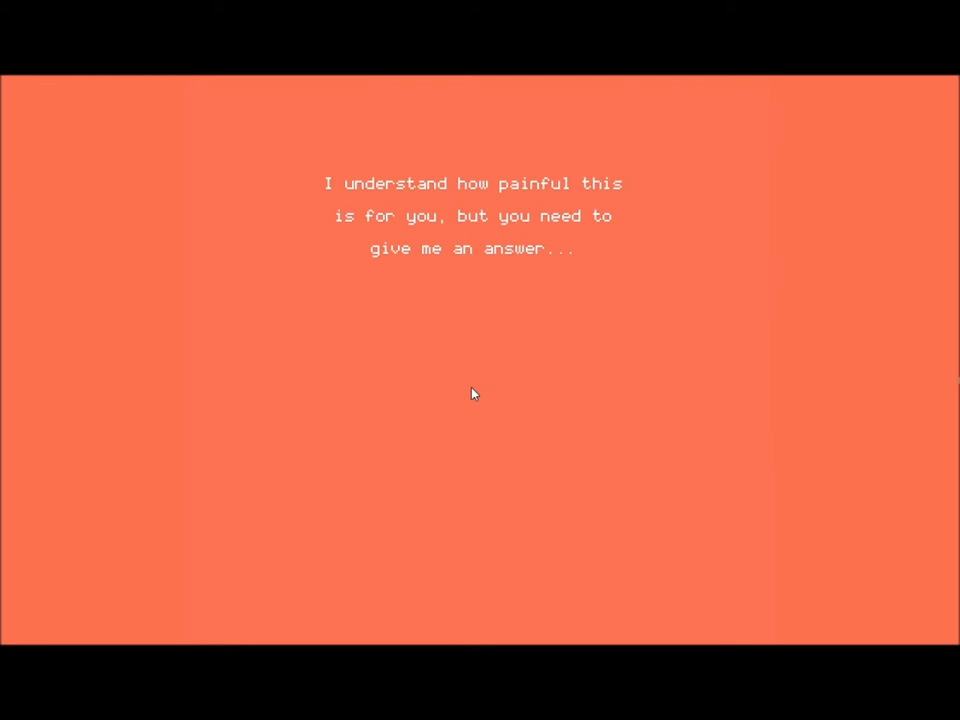 I understand how painful this
is for you, but you need to
give me an answer...